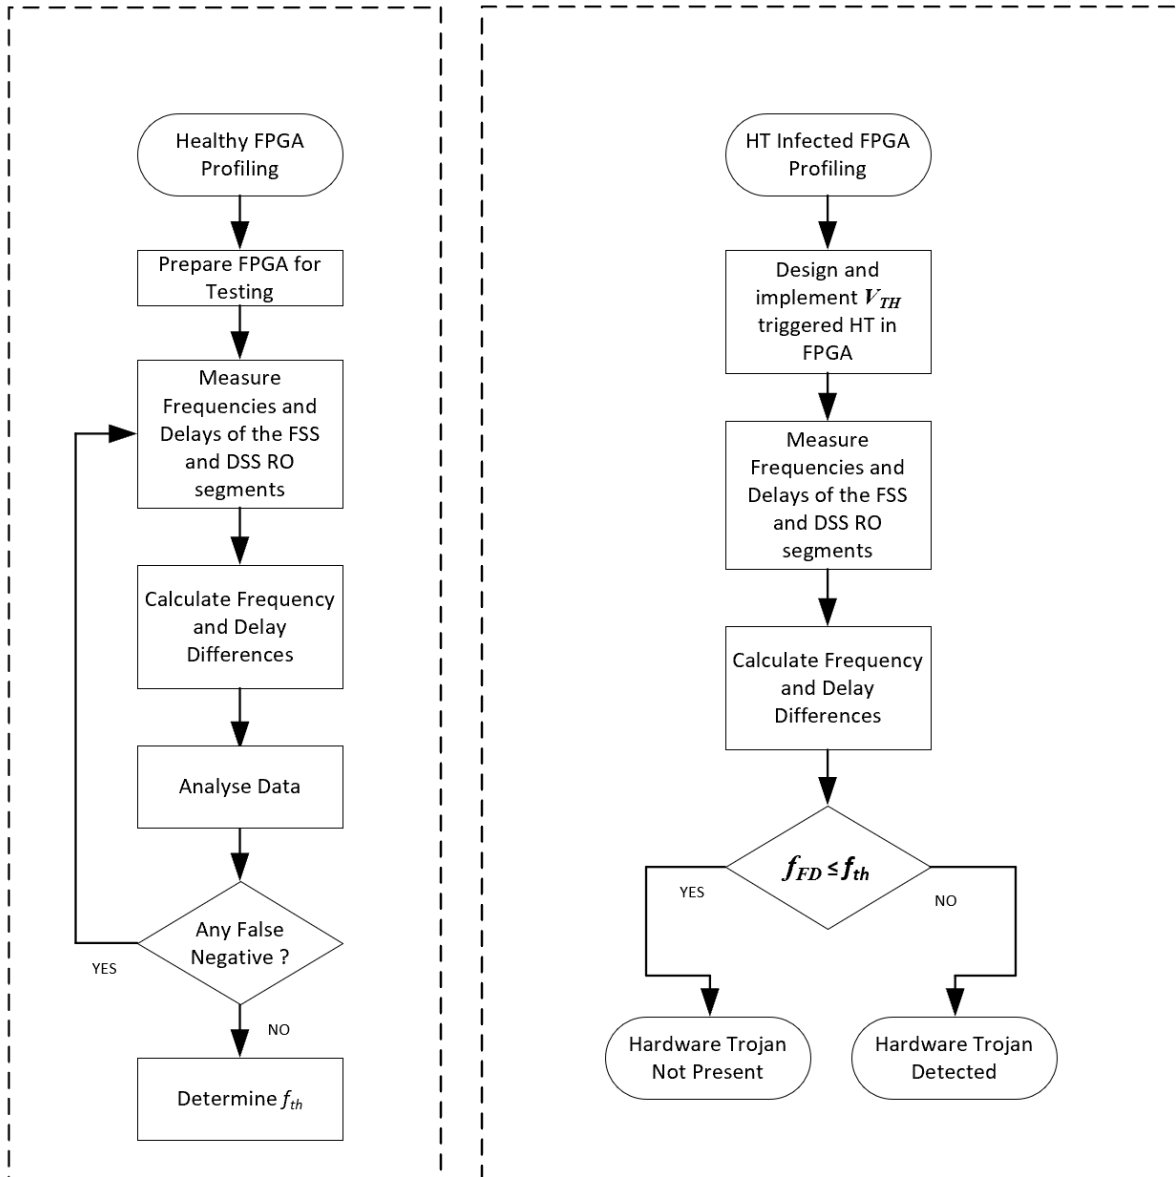 Healthy FPGA
Profiling
Prepare FPGA for
Testing
Measure
Frequencies and
Delays of the FSS
and DSS RO
segments
Calculate Frequency
and Delay
Differences
Analyse Data
Any False
Negative ?
YES
NO
Determine f_th
HT Infected FPGA
Profiling
Design and
implement V_TH
triggered HT in
FPGA
Measure
Frequencies and
Delays of the FSS
and DSS RO
segments
Calculate Frequency
and Delay
Differences
f_FD ≤ f_th
YES
NO
Hardware Trojan
Not Present
Hardware Trojan
Detected